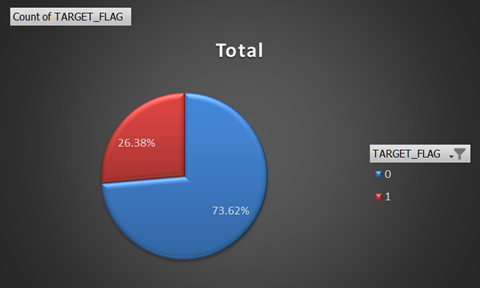 Count of TARGET_FLAG
Total
26.38%
73.62%
TARGET_FLAG
0
1